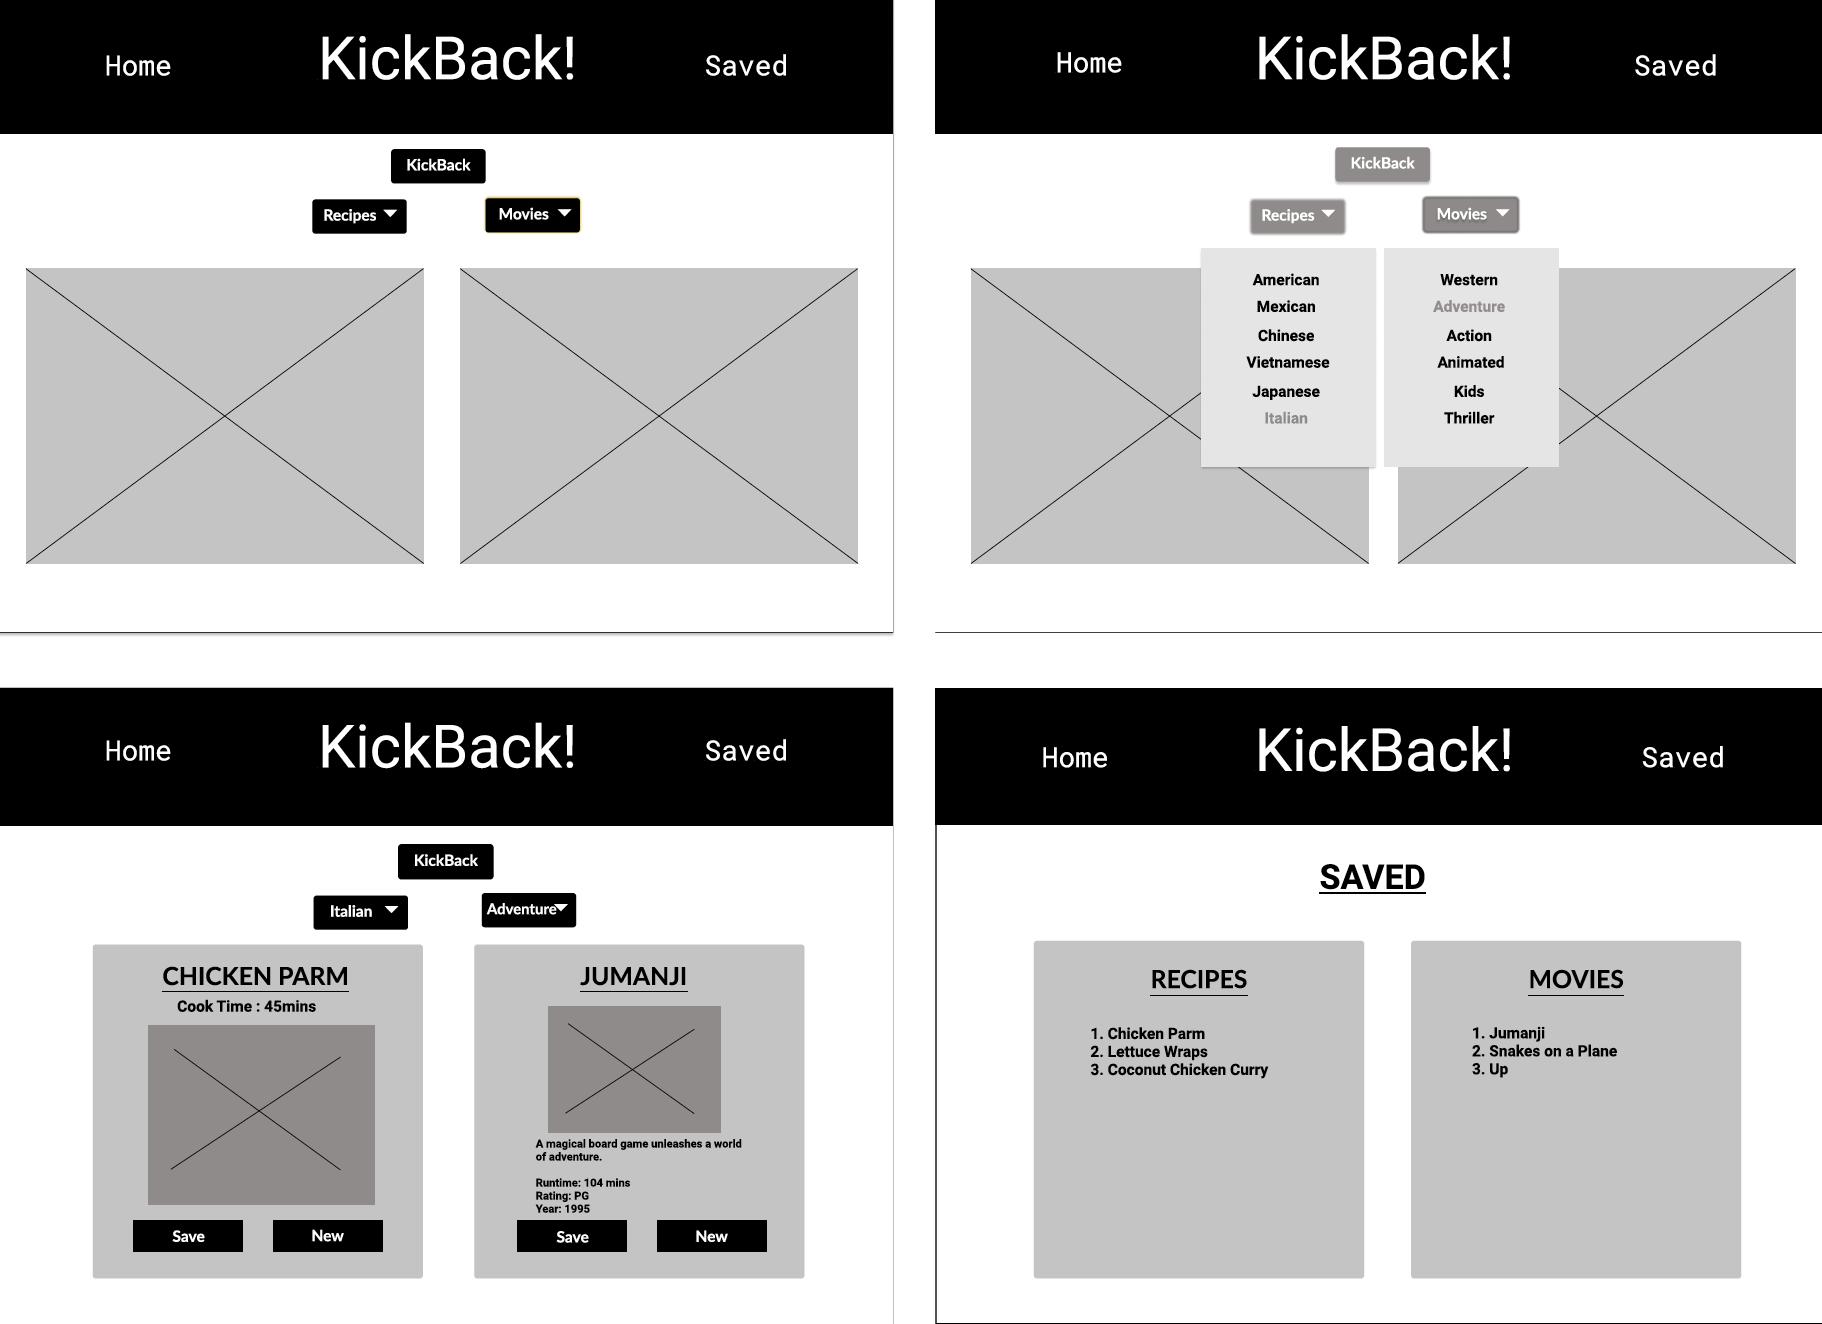 Home KickBack! Saved
KickBack
Recipes Movies
Home KickBack! Saved
KickBack
Recipes Movies
American
Mexican
Chinese
Vietnamese
Japanese
Italian
Western
Adventure
Action
Animated
Kids
Thriller
Home KickBack! Saved
KickBack
Italian Adventure
CHICKEN PARM
Cook Time : 45mins
Save New
JUMANJI
A magical board game unleashes a world
of adventure.
Runtime: 104 mins
Rating: PG
Year: 1995
Save New
Home KickBack! Saved
SAVED
RECIPES
1. Chicken Parm
2. Lettuce Wraps
3. Coconut Chicken Curry
MOVIES
1. Jumanji
2. Snakes on a Plane
3. Up